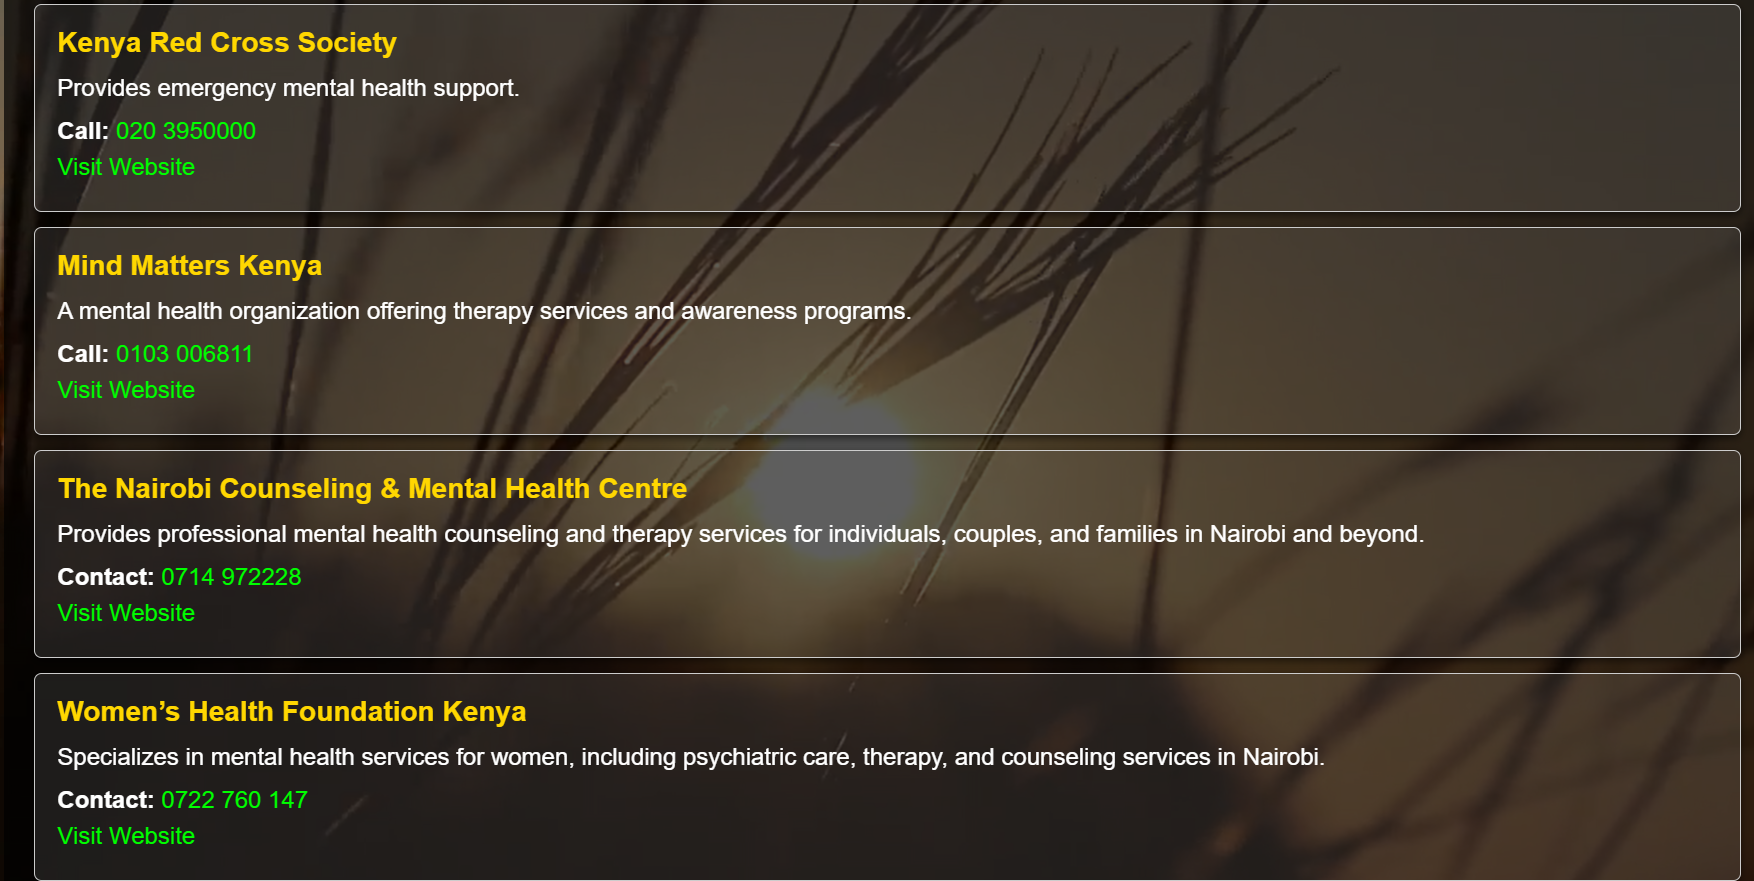 Kenya Red Cross Society
Provides emergency mental health support.
Call: 020 3950000
Visit Website
Mind Matters Kenya
A mental health organization offering therapy services and awareness programs.
Call: 0103 006811
Visit Website
The Nairobi Counseling & Mental Health Centre
Provides professional mental health counseling and therapy services for individuals, couples, and families in Nairobi and beyond.
Contact: 0714 972228
Visit Website
Women’s Health Foundation Kenya
Specializes in mental health services for women, including psychiatric care, therapy, and counseling services in Nairobi.
Contact: 0722 760 147
Visit Website